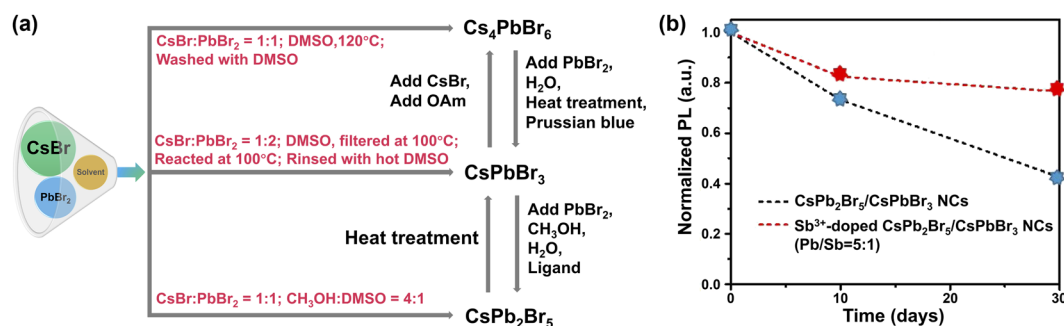 (a)
CsBr:PbBr₂ = 1:1; DMSO,120°C;
Washed with DMSO
Cs₄PbBr₆
Add CsBr,
Add OAm
Add PbBr₂,
H₂O,
Heat treatment,
Prussian blue
CsBr
Solvent
PbBr₂
CsBr:PbBr₂ = 1:2; DMSO, filtered at 100°C;
Reacted at 100°C; Rinsed with hot DMSO
CsPbBr₃
Heat treatment
Add PbBr₂,
CH₃OH,
H₂O,
Ligand
CsBr:PbBr₂ = 1:1; CH₃OH:DMSO = 4:1
CsPb₂Br₅
(b)
Normalized PL (a.u.)
1.0
0.8
0.6
0.4
0.2
0.0
CsPb₂Br₅/CsPbBr₃ NCs
Sb³⁺-doped CsPb₂Br₅/CsPbBr₃ NCs
(Pb/Sb=5:1)
0
10
20
30
Time (days)